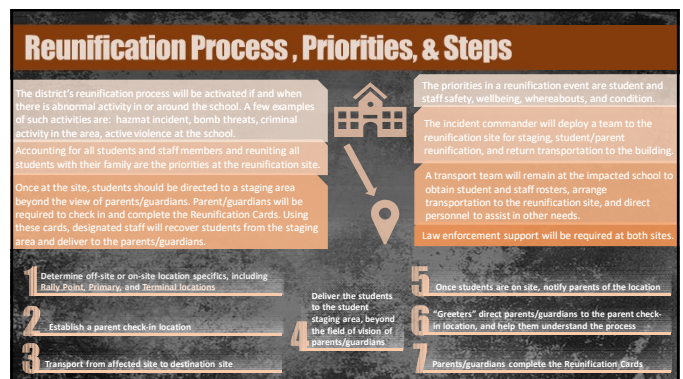 Reunification Process , Priorities, & Steps
The district's reunification process will be activated if and when
there is abnormal activity in or around the school. A few examples
of such activities are: hazmat incident, bomb threats, criminal
activity in the area, active violence at the school.
Accounting for all students and staff members and reuniting all
students with their family are the priorities at the reunification site.
Once at the site, students should be directed to a staging area
beyond the view of parents/guardians. Parent/guardians will be
required to check in and complete the Reunification Cards. Using
these cards, designated staff will recover students from the staging
area and deliver to the parents/guardians.
The priorities in a reunification event are student and
staff safety, wellbeing, whereabouts, and condition.
The incident commander will deploy a team to the
reunification site for staging, student/parent
reunification, and return transportation to the building.
A transport team will remain at the impacted school to
obtain student and staff rosters, arrange
transportation to the reunification site, and direct
personnel to assist in other needs.
Law enforcement support will be required at both sites.
1 Determine off-site or on-site location specifics, including
Rally Point, Primary, and Terminal locations
2 Establish a parent check-in location
3 Transport from affected site to destination site
4 Deliver the students
to the student
staging area, beyond
the field of vision of
parents/guardians
5 Once students are on site, notify parents of the location
6 “Greeters” direct parents/guardians to the parent check-
in location, and help them understand the process
7 Parents/guardians complete the Reunification Cards